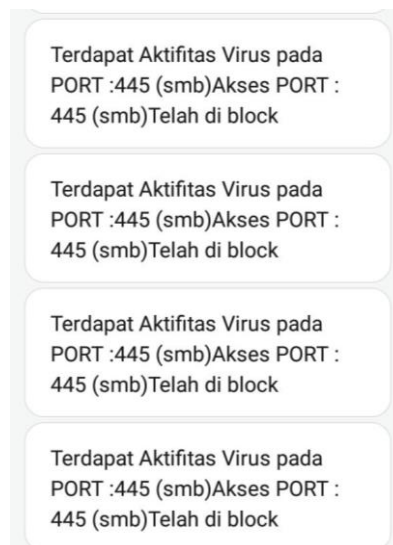 Terdapat Aktifitas Virus pada
PORT :445 (smb)Akses PORT :
445 (smb)Telah di block
Terdapat Aktifitas Virus pada
PORT :445 (smb)Akses PORT :
445 (smb)Telah di block
Terdapat Aktifitas Virus pada
PORT :445 (smb)Akses PORT :
445 (smb)Telah di block
Terdapat Aktifitas Virus pada
PORT :445 (smb)Akses PORT :
445 (smb)Telah di block